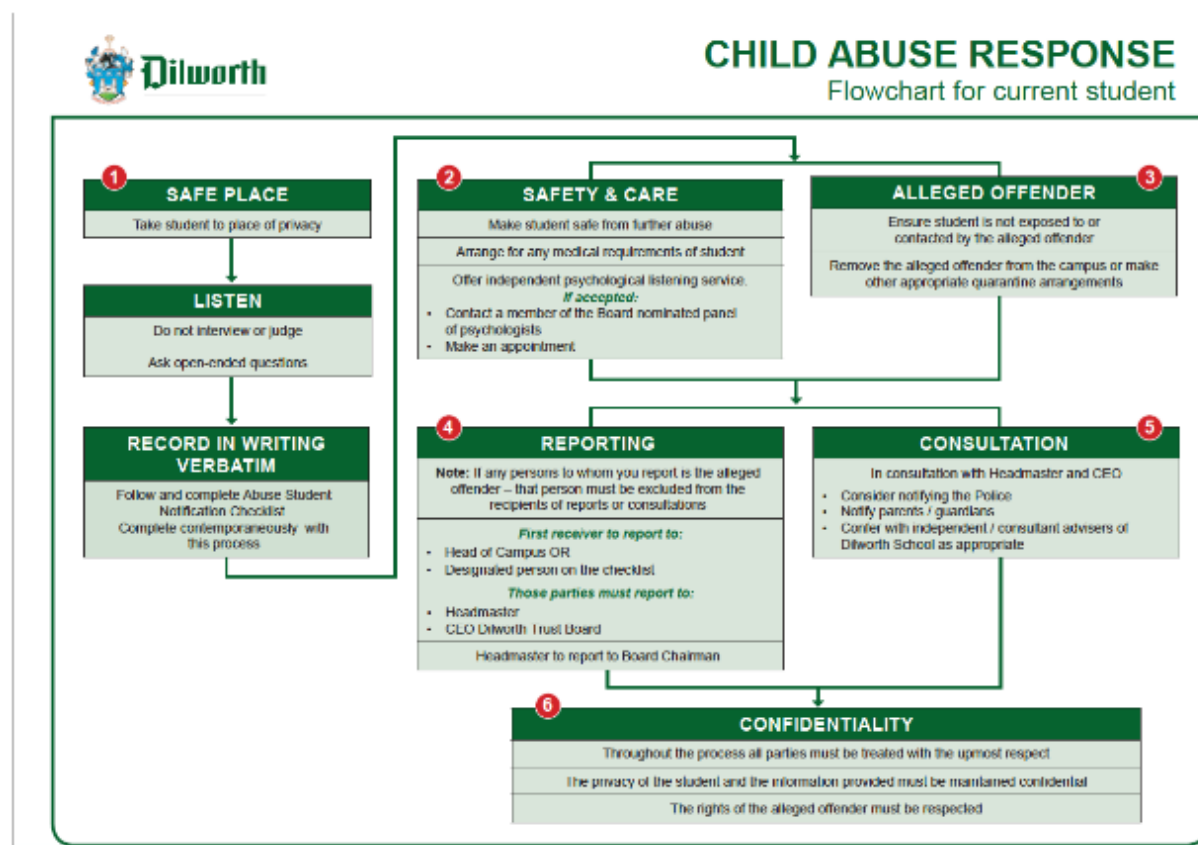 Dilworth
CHILD ABUSE RESPONSE
Flowchart for current student
1
SAFE PLACE
Take student to place of privacy
LISTEN
Do not interview or judge
Ask open-ended questions
RECORD IN WRITING
VERBATIM
Follow and complete Abuse Student
Notification Checklist
Complete contemporaneously with
this process
2
SAFETY & CARE
Make student safe from further abuse
Arrange for any medical requirements of student
Offer independent psychological listening service.
If accepted:
• Contact a member of the Board nominated panel
of psychologists
• Make an appointment
3
ALLEGED OFFENDER
Ensure student is not exposed to or
contacted by the alleged offender
Remove the alleged offender from the campus or make
other appropriate quarantine arrangements
4
REPORTING
Note: If any persons to whom you report is the alleged
offender – that person must be excluded from the
recipients of reports or consultations
First receiver to report to:
• Head of Campus OR
• Designated person on the checklist
Those parties must report to:
• Headmaster
• CEO Dilworth Trust Board
Headmaster to report to Board Chairman
5
CONSULTATION
In consultation with Headmaster and CEO
• Consider notifying the Police
• Notify parents / guardians
• Confer with independent / consultant advisers of
Dilworth School as appropriate
6
CONFIDENTIALITY
Throughout the process all parties must be treated with the upmost respect
The privacy of the student and the information provided must be maintained confidential
The rights of the alleged offender must be respected